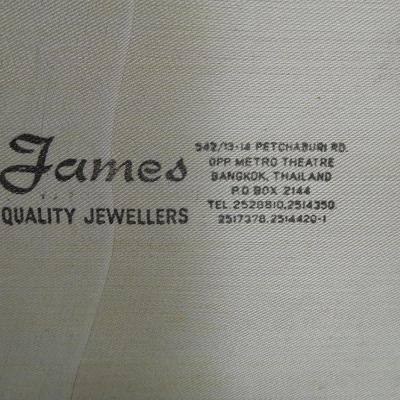 James
QUALITY JEWELLERS
542/13-14 PETCHABURI RD.
OPP. METRO THEATRE
BANGKOK, THAILAND
P.O BOX 2144
TEL. 2528810, 2514350,
2517378, 2514420-1